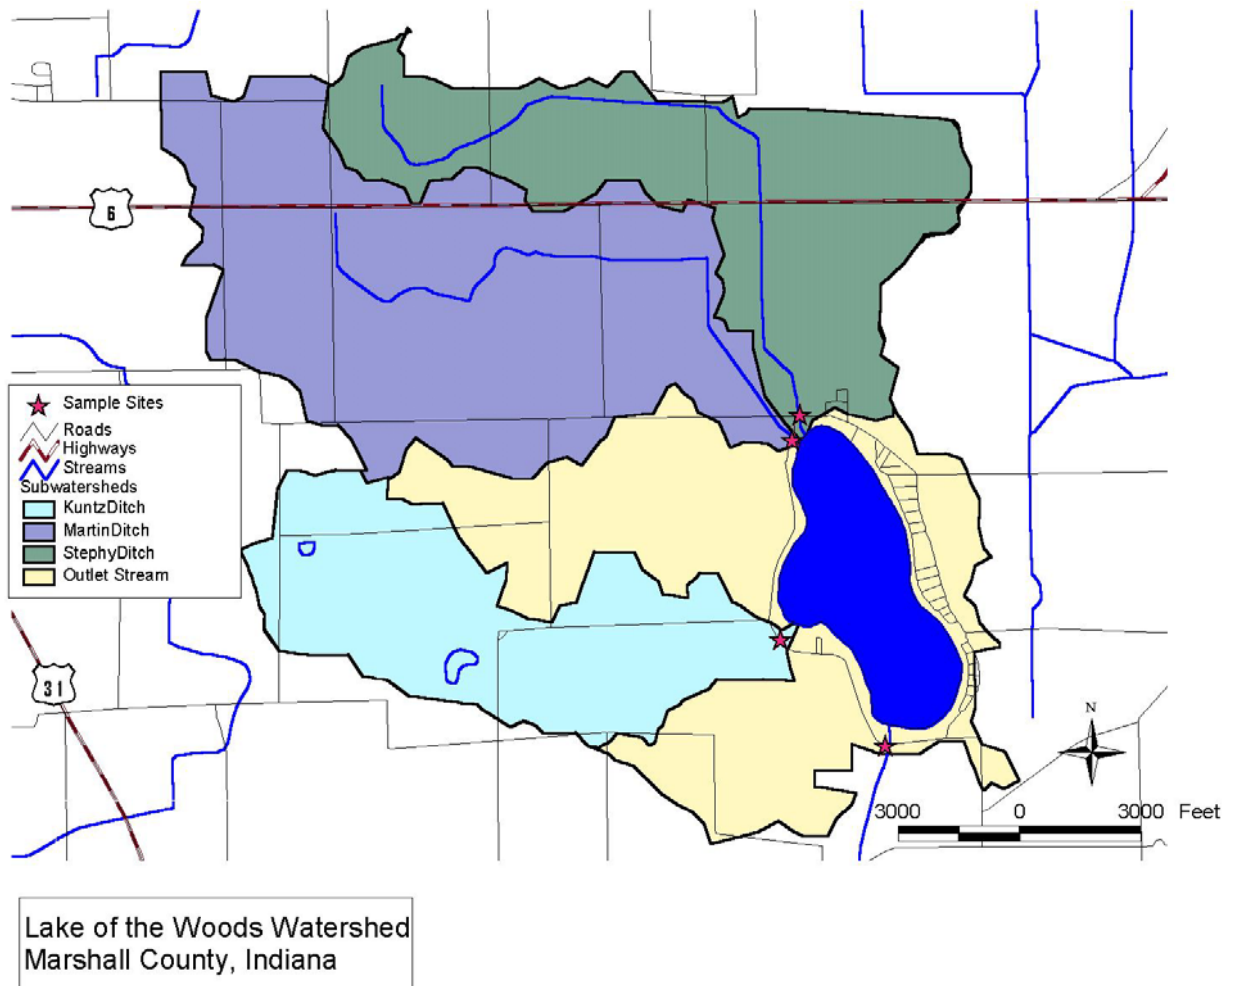 6
Sample Sites
Roads
Highways
Streams
Subwatersheds
KuntzDitch
MartinDitch
StephyDitch
Outlet Stream
31
N
3000 0 3000 Feet
Lake of the Woods Watershed
Marshall County, Indiana